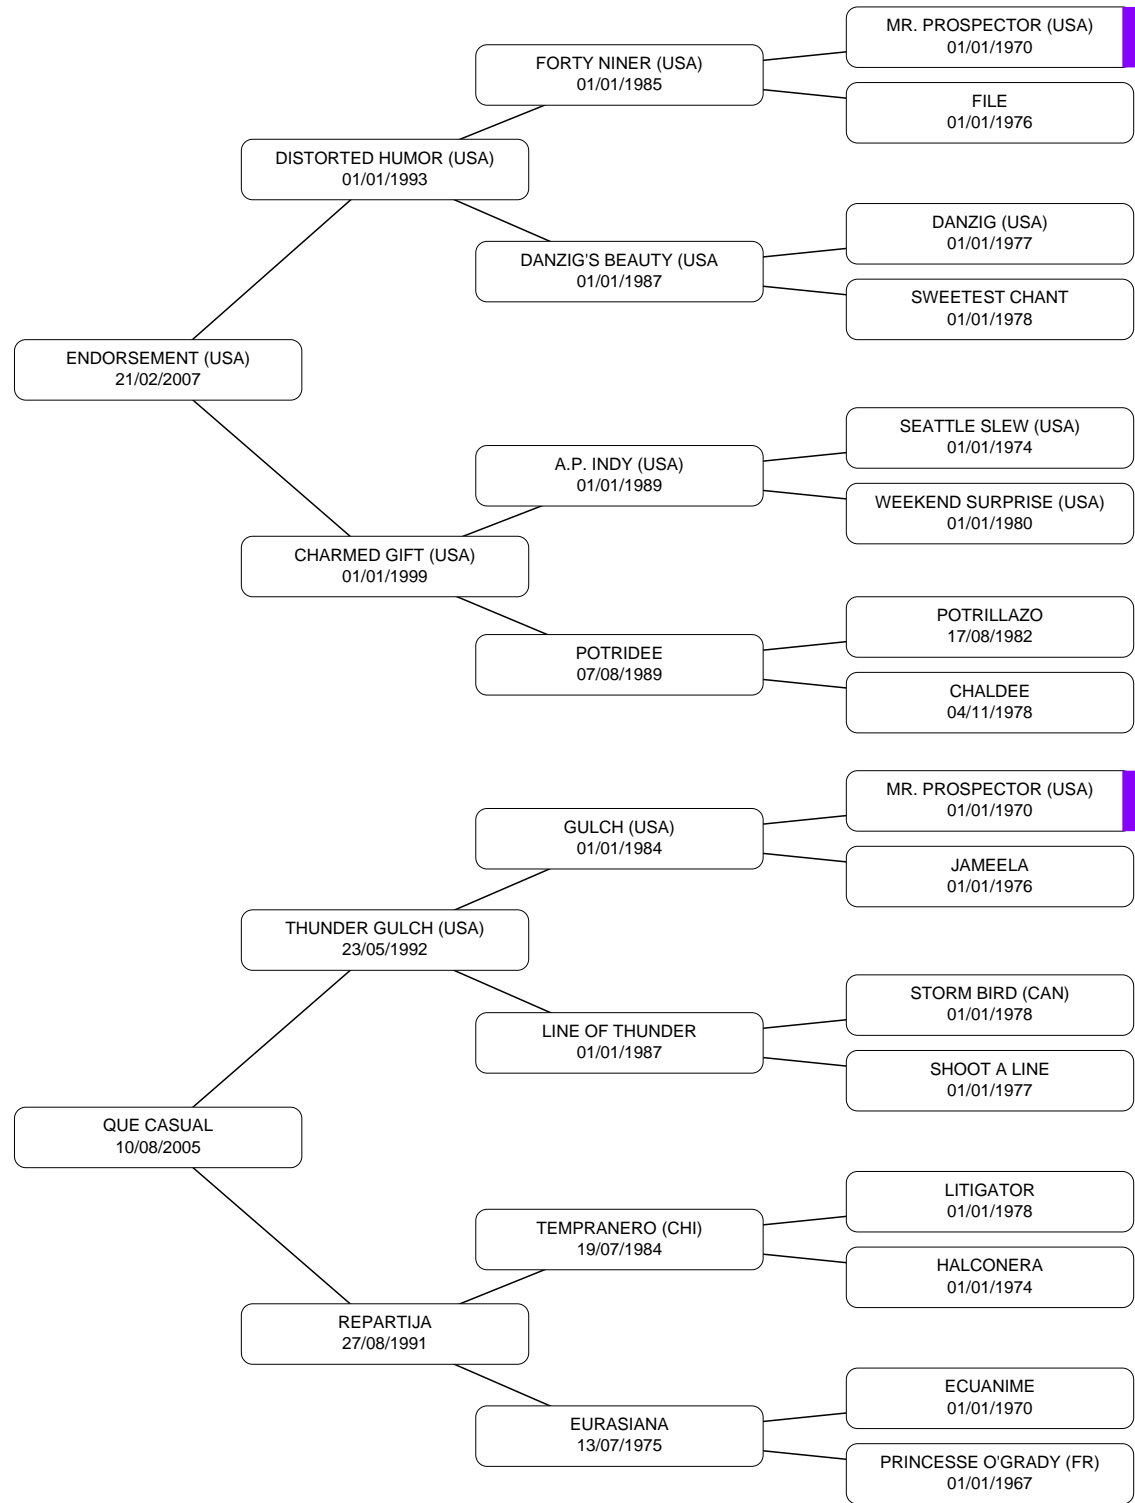 MR. PROSPECTOR (USA)
01/01/1970
FORTY NINER (USA)
01/01/1985
FILE
01/01/1976
DISTORTED HUMOR (USA)
01/01/1993
DANZIG (USA)
01/01/1977
DANZIG'S BEAUTY (USA
01/01/1987
SWEETEST CHANT
01/01/1978
ENDORSEMENT (USA)
21/02/2007
SEATTLE SLEW (USA)
01/01/1974
A.P. INDY (USA)
01/01/1989
WEEKEND SURPRISE (USA)
01/01/1980
CHARMED GIFT (USA)
01/01/1999
POTRILLAZO
17/08/1982
POTRIDEE
07/08/1989
CHALDEE
04/11/1978
MR. PROSPECTOR (USA)
01/01/1970
GULCH (USA)
01/01/1984
JAMEELA
01/01/1976
THUNDER GULCH (USA)
23/05/1992
STORM BIRD (CAN)
01/01/1978
LINE OF THUNDER
01/01/1987
SHOOT A LINE
01/01/1977
QUE CASUAL
10/08/2005
LITIGATOR
01/01/1978
TEMPRANERO (CHI)
19/07/1984
HALCONERA
01/01/1974
REPARTIJA
27/08/1991
ECUANIME
01/01/1970
EURASIANA
13/07/1975
PRINCESSE O'GRADY (FR)
01/01/1967